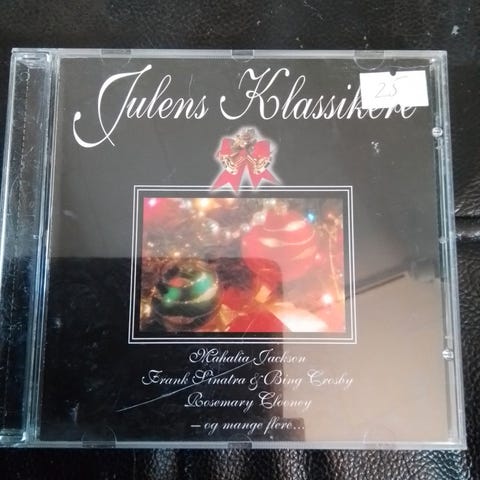 Julens Klassikere
25
Mahalia Jackson
Frank Sinatra & Bing Crosby
Rosemary Clooney
– og mange flere...